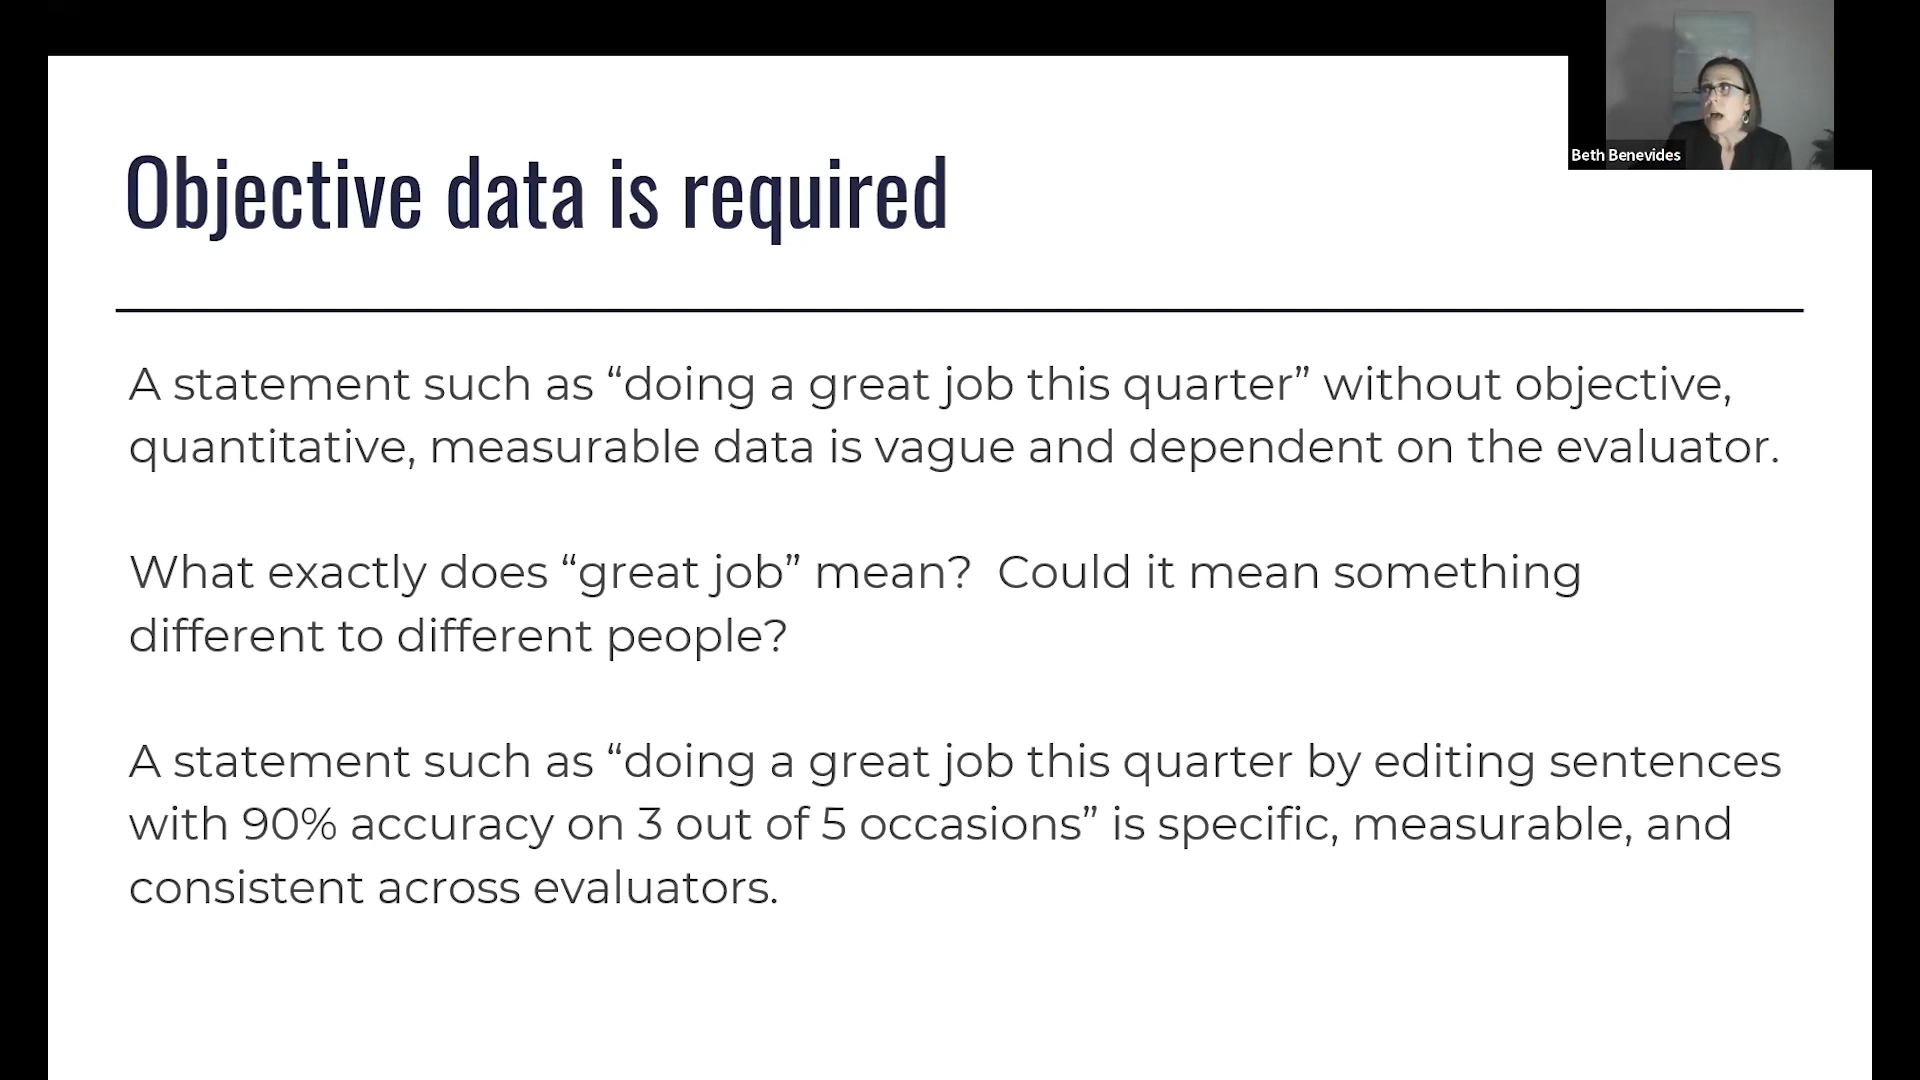 Beth Benevides
Objective data is required
A statement such as “doing a great job this quarter” without objective,
quantitative, measurable data is vague and dependent on the evaluator.
What exactly does “great job” mean?  Could it mean something
different to different people?
A statement such as “doing a great job this quarter by editing sentences
with 90% accuracy on 3 out of 5 occasions” is specific, measurable, and
consistent across evaluators.